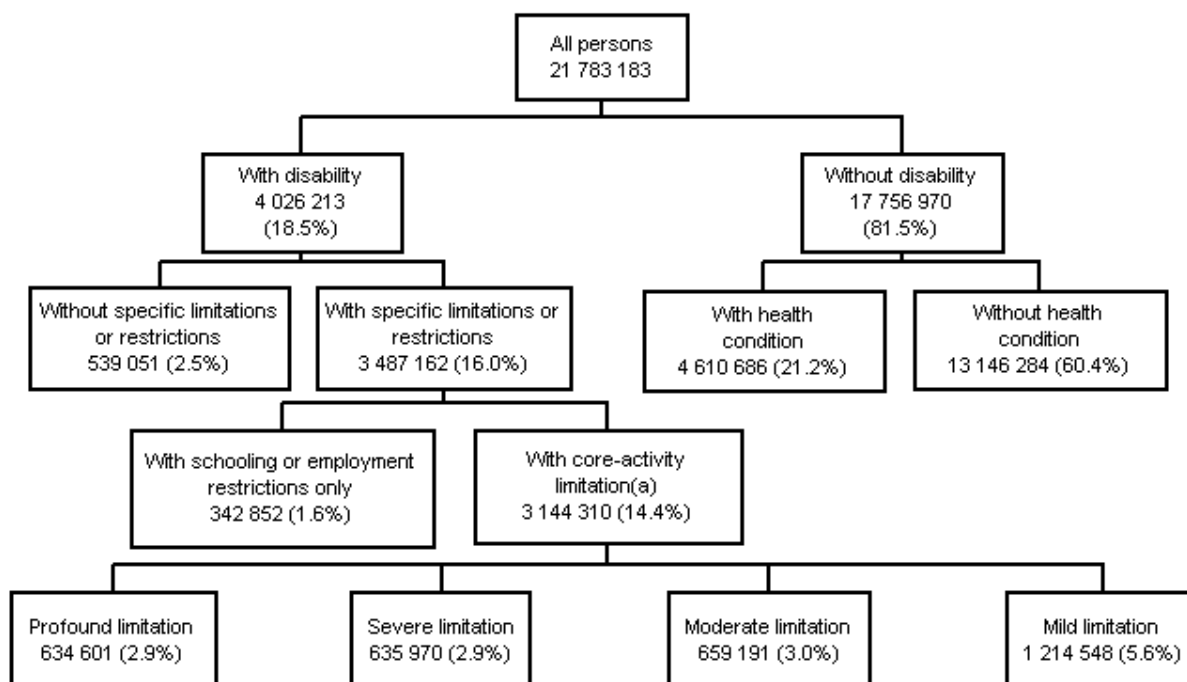 All persons
21 783 183
With disability
4 026 213
(18.5%)
Without disability
17 756 970
(81.5%)
Without specific limitations
or restrictions
539 051 (2.5%)
With specific limitations or
restrictions
3 487 162 (16.0%)
With health
condition
4 610 686 (21.2%)
Without health
condition
13 146 284 (60.4%)
With schooling or employment
restrictions only
342 852 (1.6%)
With core-activity
limitation(a)
3 144 310 (14.4%)
Profound limitation
634 601 (2.9%)
Severe limitation
635 970 (2.9%)
Moderate limitation
659 191 (3.0%)
Mild limitation
1 214 548 (5.6%)